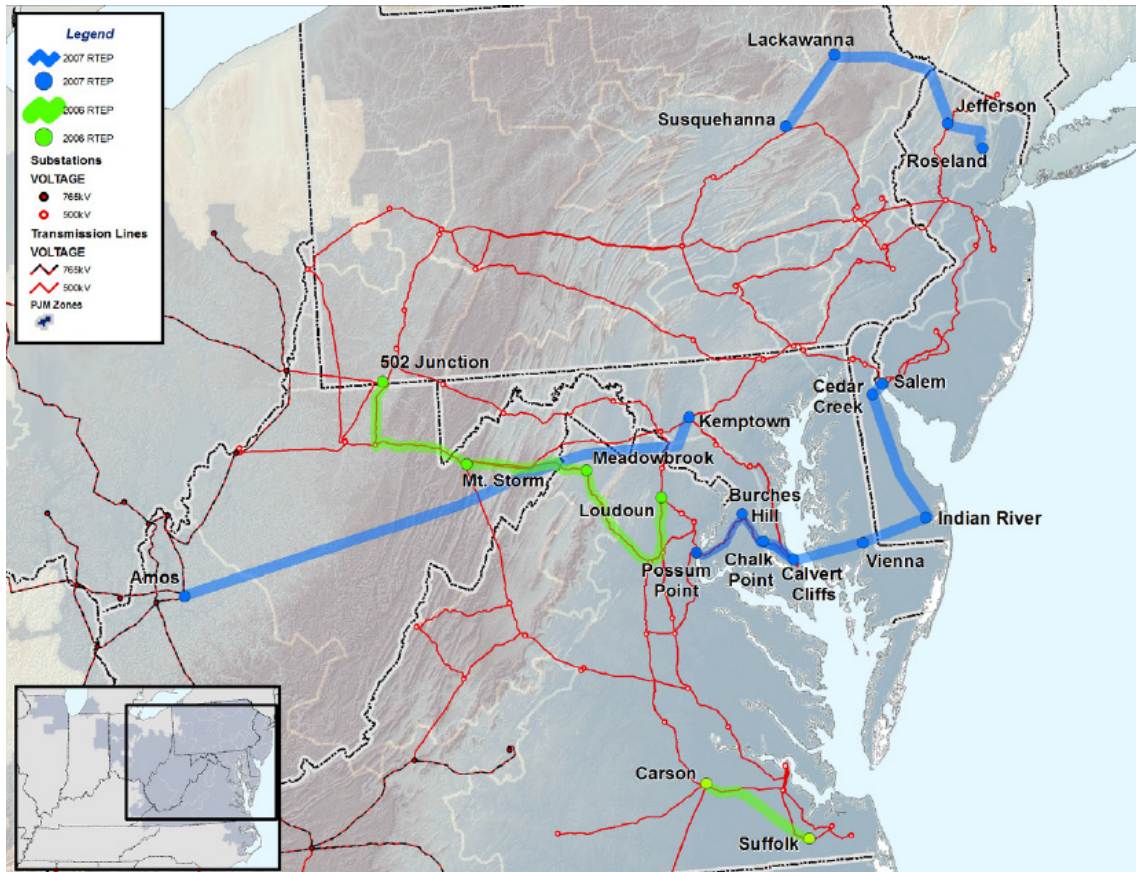 Legend
2007 RTEP
2007 RTEP
2006 RTEP
2006 RTEP
Substations
VOLTAGE
765kV
500kV
Transmission Lines
VOLTAGE
765kV
500kV
PJM Zones
Lackawanna
Susquehanna
Jefferson
Roseland
502 Junction
Salem
Cedar
Creek
Kemptown
Meadowbrook
Mt. Storm
Loudoun
Burches
Hill
Indian River
Possum
Point
Chalk
Point
Calvert
Cliffs
Vienna
Amos
Carson
Suffolk